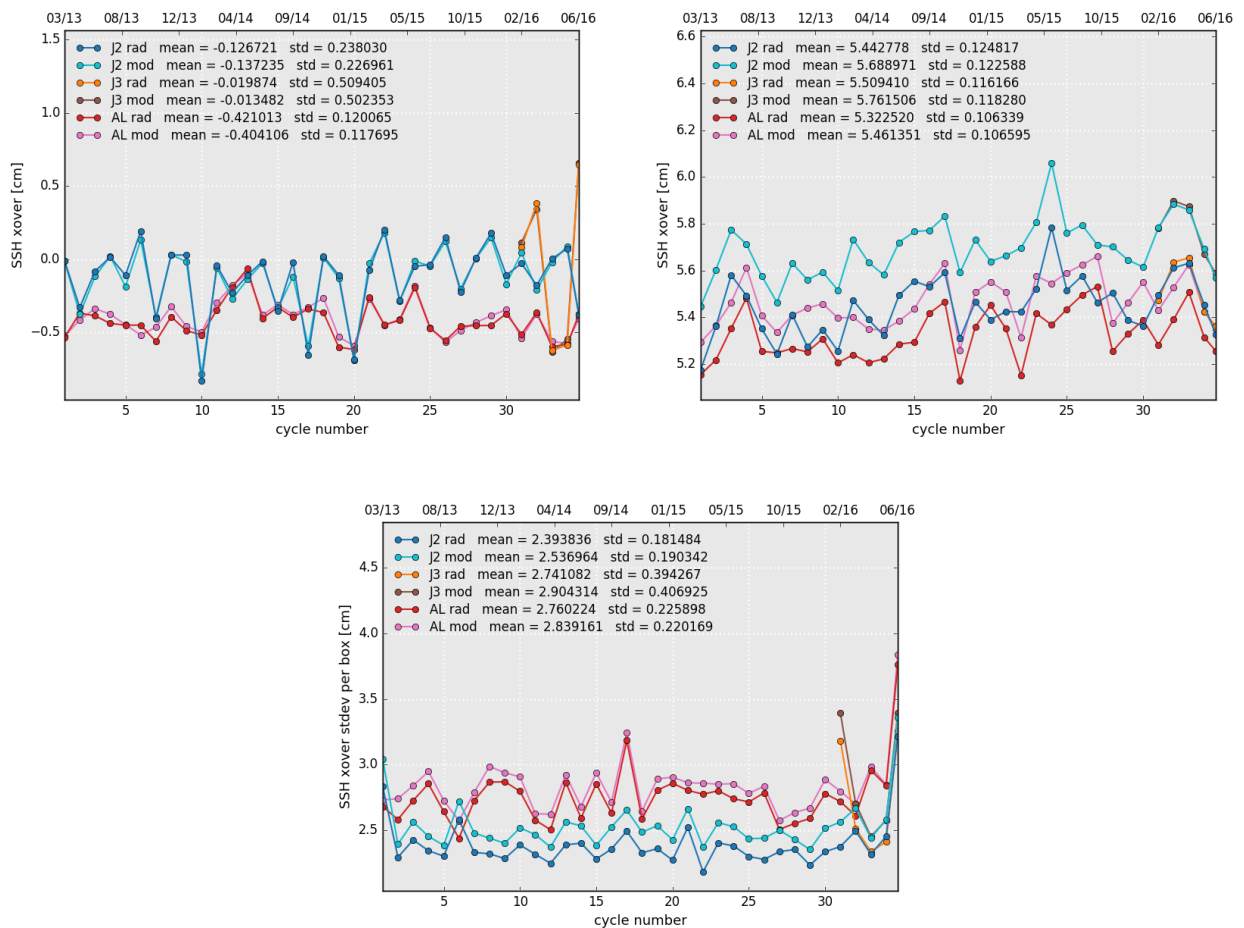 03/13 08/13 12/13 04/14 09/14 01/15 05/15 10/15 02/16 06/16
1.5
1.0
0.5
0.0
−0.5
SSH xover [cm]
J2 rad mean = -0.126721 std = 0.238030
J2 mod mean = -0.137235 std = 0.226961
J3 rad mean = -0.019874 std = 0.509405
J3 mod mean = -0.013482 std = 0.502353
AL rad mean = -0.421013 std = 0.120065
AL mod mean = -0.404106 std = 0.117695
5 10 15 20 25 30
cycle number
03/13 08/13 12/13 04/14 09/14 01/15 05/15 10/15 02/16 06/16
6.6
6.4
6.2
6.0
5.8
5.6
5.4
5.2
SSH xover [cm]
J2 rad mean = 5.442778 std = 0.124817
J2 mod mean = 5.688971 std = 0.122588
J3 rad mean = 5.509410 std = 0.116166
J3 mod mean = 5.761506 std = 0.118280
AL rad mean = 5.322520 std = 0.106339
AL mod mean = 5.461351 std = 0.106595
5 10 15 20 25 30
cycle number
03/13 08/13 12/13 04/14 09/14 01/15 05/15 10/15 02/16 06/16
4.5
4.0
3.5
3.0
2.5
SSH xover stdev per box [cm]
J2 rad mean = 2.393836 std = 0.181484
J2 mod mean = 2.536964 std = 0.190342
J3 rad mean = 2.741082 std = 0.394267
J3 mod mean = 2.904314 std = 0.406925
AL rad mean = 2.760224 std = 0.225898
AL mod mean = 2.839161 std = 0.220169
5 10 15 20 25 30
cycle number